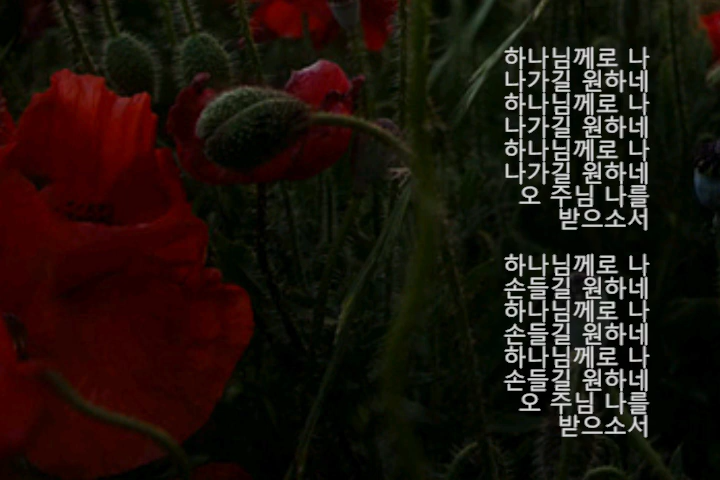 하나님께로 나
나가길 원하네
하나님께로 나
나가길 원하네
하나님께로 나
나가길 원하네
오 주님 나를
받으소서
하나님께로 나
손들길 원하네
하나님께로 나
손들길 원하네
하나님께로 나
손들길 원하네
오 주님 나를
받으소서